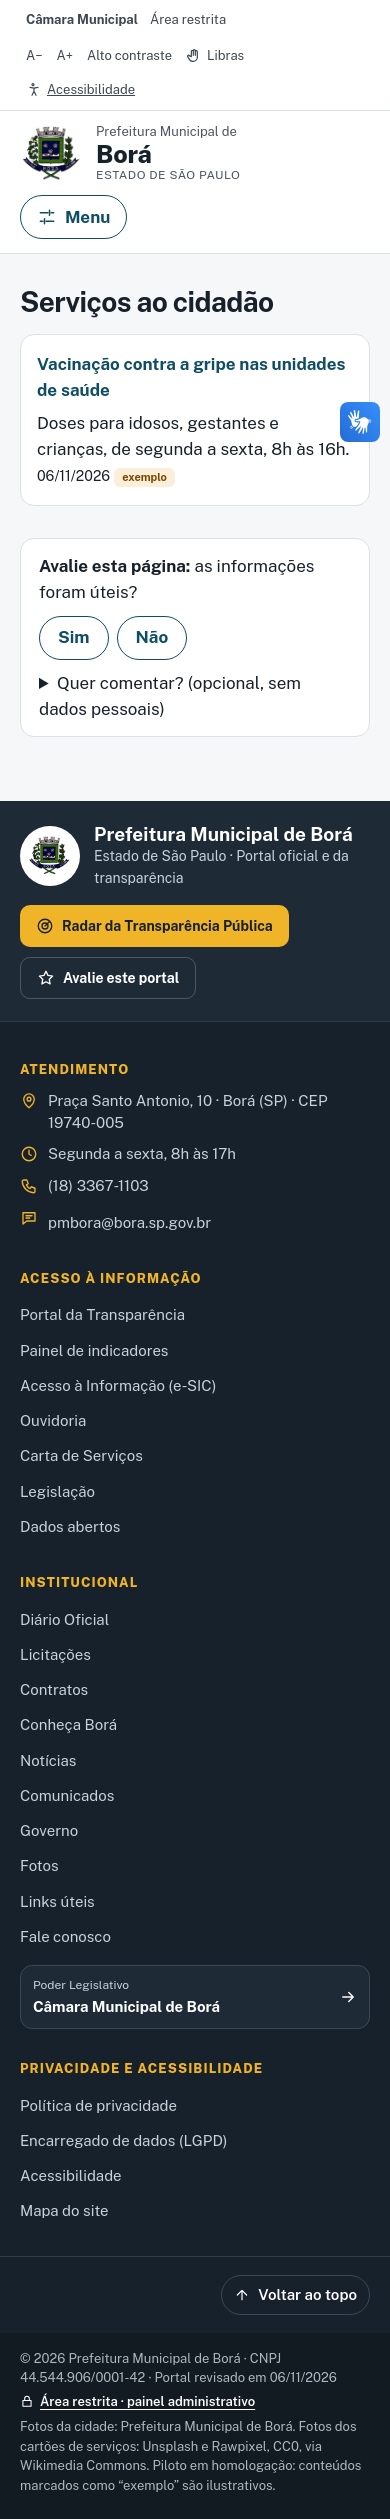 Câmara Municipal Área restrita
A− A+ Alto contraste Libras
Acessibilidade
Prefeitura Municipal de
Borá
ESTADO DE SÃO PAULO
Menu
Serviços ao cidadão
Vacinação contra a gripe nas unidades
de saúde
Doses para idosos, gestantes e
crianças, de segunda a sexta, 8h às 16h.
06/11/2026 exemplo
Avalie esta página: as informações
foram úteis?
Sim Não
Quer comentar? (opcional, sem
dados pessoais)
Prefeitura Municipal de Borá
Estado de São Paulo · Portal oficial e da
transparência
Radar da Transparência Pública
Avalie este portal
ATENDIMENTO
Praça Santo Antonio, 10 · Borá (SP) · CEP
19740-005
Segunda a sexta, 8h às 17h
(18) 3367-1103
pmbora@bora.sp.gov.br
ACESSO À INFORMAÇÃO
Portal da Transparência
Painel de indicadores
Acesso à Informação (e-SIC)
Ouvidoria
Carta de Serviços
Legislação
Dados abertos
INSTITUCIONAL
Diário Oficial
Licitações
Contratos
Conheça Borá
Notícias
Comunicados
Governo
Fotos
Links úteis
Fale conosco
Poder Legislativo
Câmara Municipal de Borá
PRIVACIDADE E ACESSIBILIDADE
Política de privacidade
Encarregado de dados (LGPD)
Acessibilidade
Mapa do site
Voltar ao topo
© 2026 Prefeitura Municipal de Borá · CNPJ
44.544.906/0001-42 · Portal revisado em 06/11/2026
Área restrita · painel administrativo
Fotos da cidade: Prefeitura Municipal de Borá. Fotos dos
cartões de serviços: Unsplash e Rawpixel, CC0, via
Wikimedia Commons. Piloto em homologação: conteúdos
marcados como “exemplo” são ilustrativos.